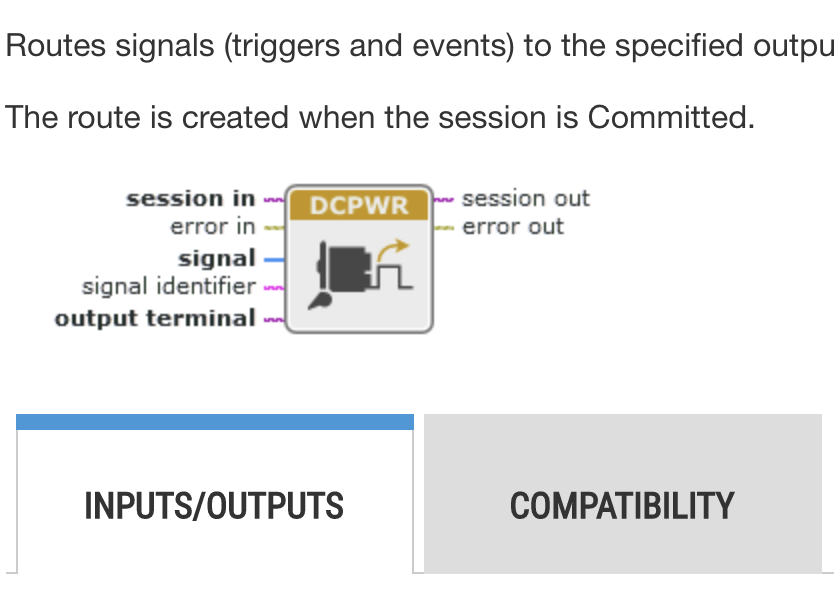 Routes signals (triggers and events) to the specified outpu
The route is created when the session is Committed.
session in
DCPWR
session out
error in
error out
signal
signal identifier
output terminal
INPUTS/OUTPUTS
COMPATIBILITY